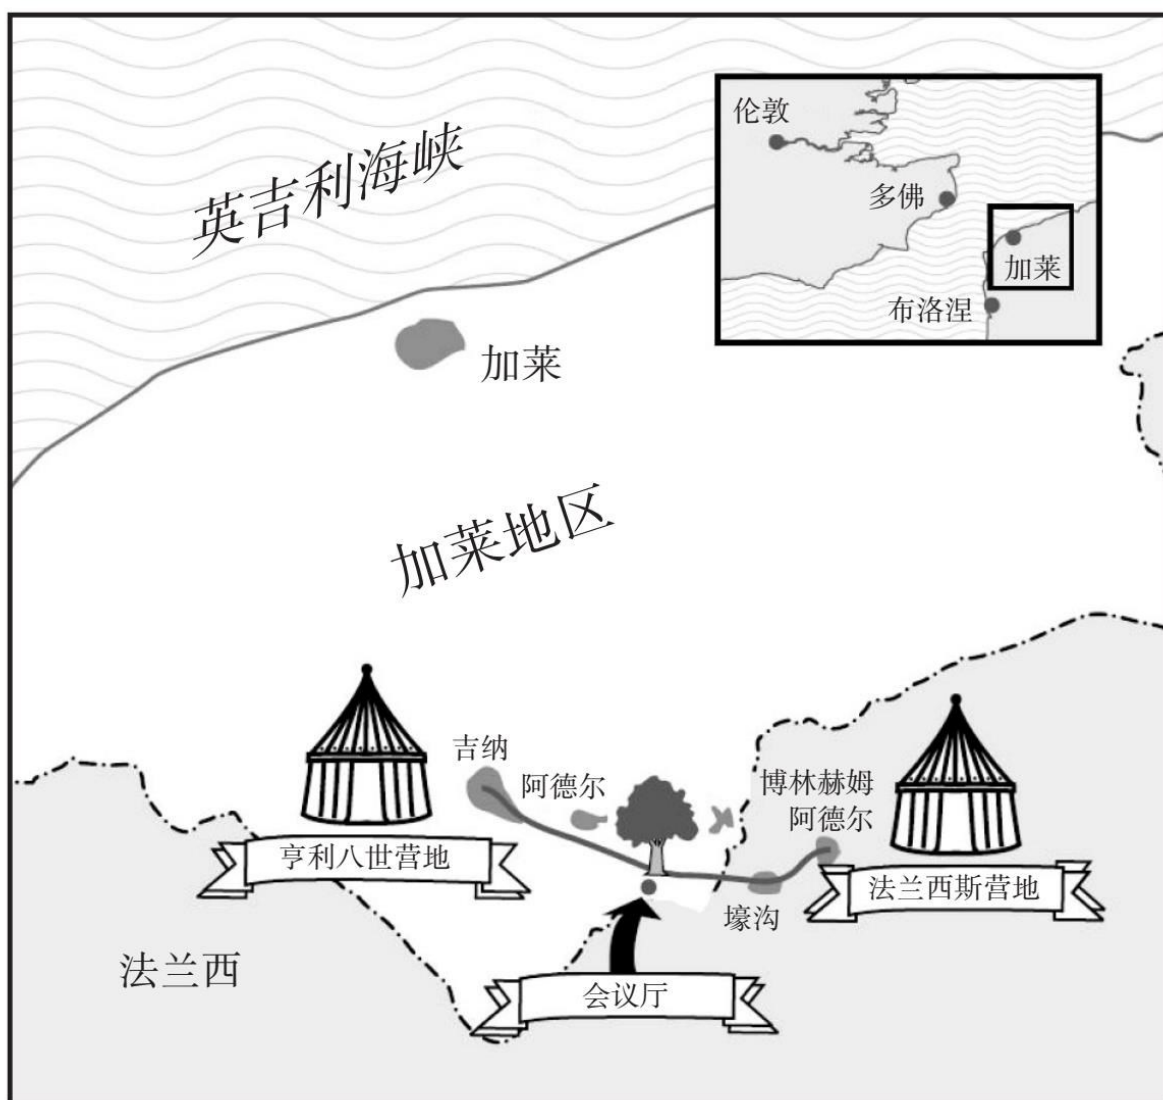 英吉利海峡
伦敦
多佛
加莱
布洛涅
加莱
加莱地区
吉纳
阿德尔
博林赫姆
阿德尔
亨利八世营地
法兰西斯营地
壕沟
法兰西
会议厅